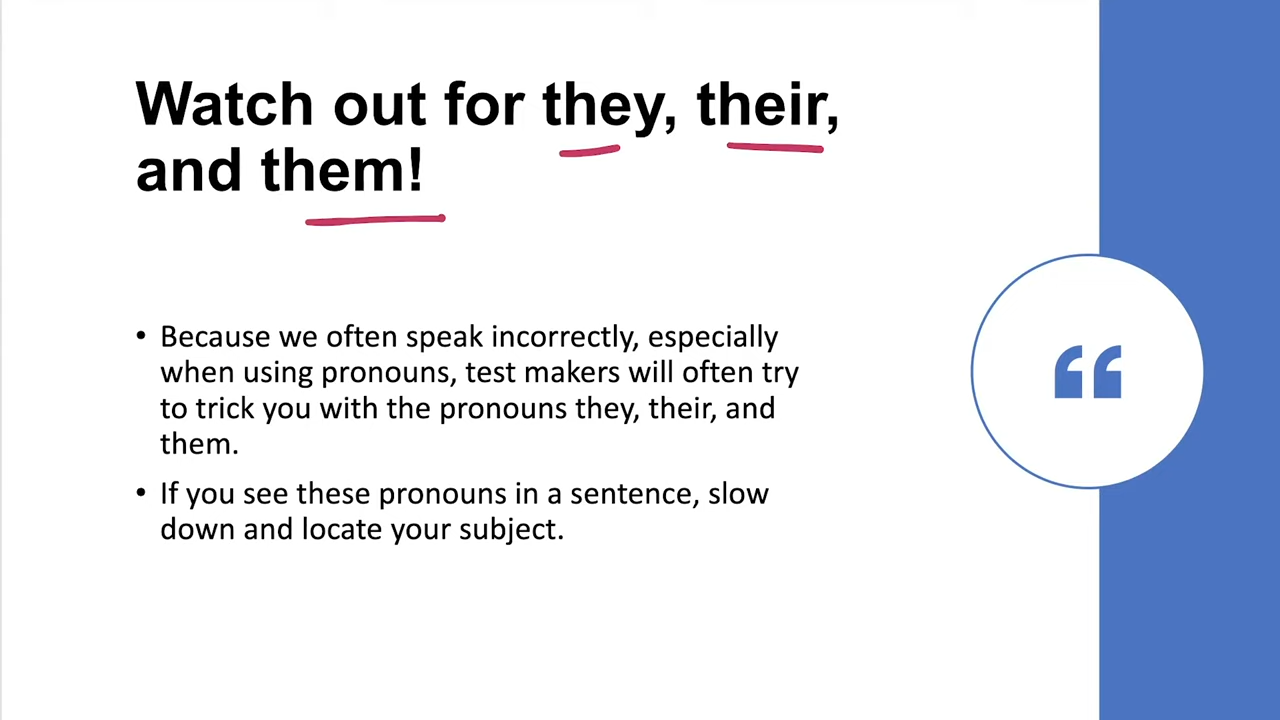 Watch out for they, their,
and them!
• Because we often speak incorrectly, especially
when using pronouns, test makers will often try
to trick you with the pronouns they, their, and
them.
• If you see these pronouns in a sentence, slow
down and locate your subject.
“